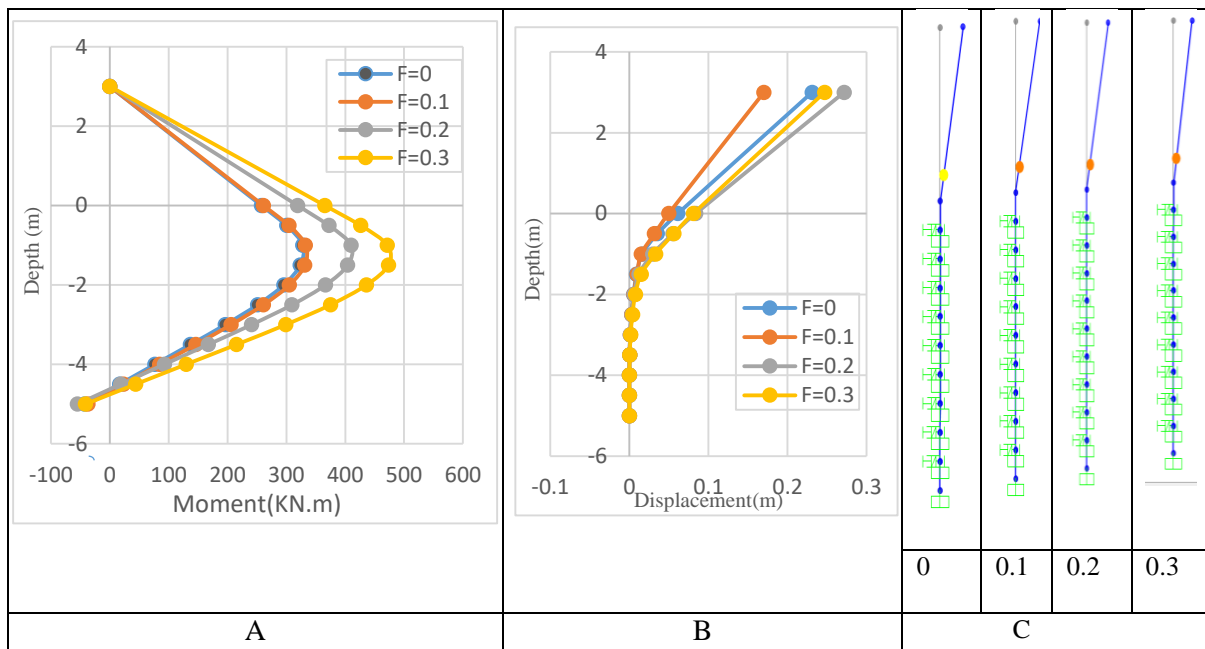 4
2
0
-2
-4
-6
-100 0 100 200 300 400 500 600
Depth (m)
Moment(KN.m)
F=0
F=0.1
F=0.2
F=0.3
4
2
0
-2
-4
-6
-0.1 0 0.1 0.2 0.3
Depth(m)
Displacement(m)
F=0
F=0.1
F=0.2
F=0.3
0 0.1 0.2 0.3
A B C